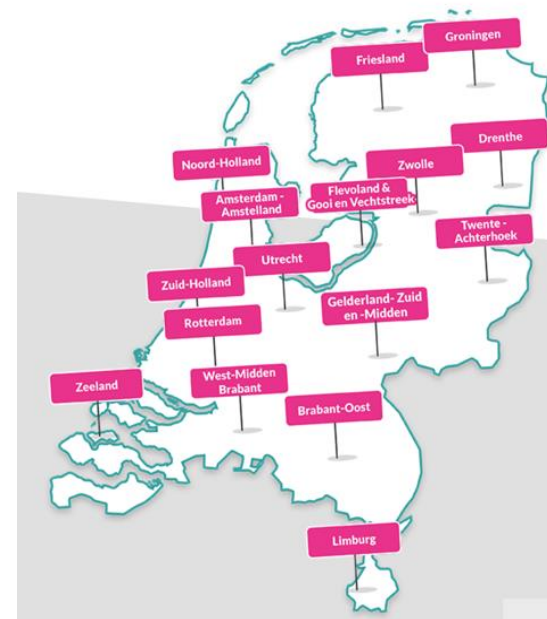 Groningen
Friesland
Drenthe
Noord-Holland
Zwolle
Flevoland &
Gooi en Vechtstreek
Amsterdam -
Amstelland
Twente -
Achterhoek
Utrecht
Zuid-Holland
Gelderland- Zuid
en -Midden
Rotterdam
West-Midden
Brabant
Zeeland
Brabant-Oost
Limburg